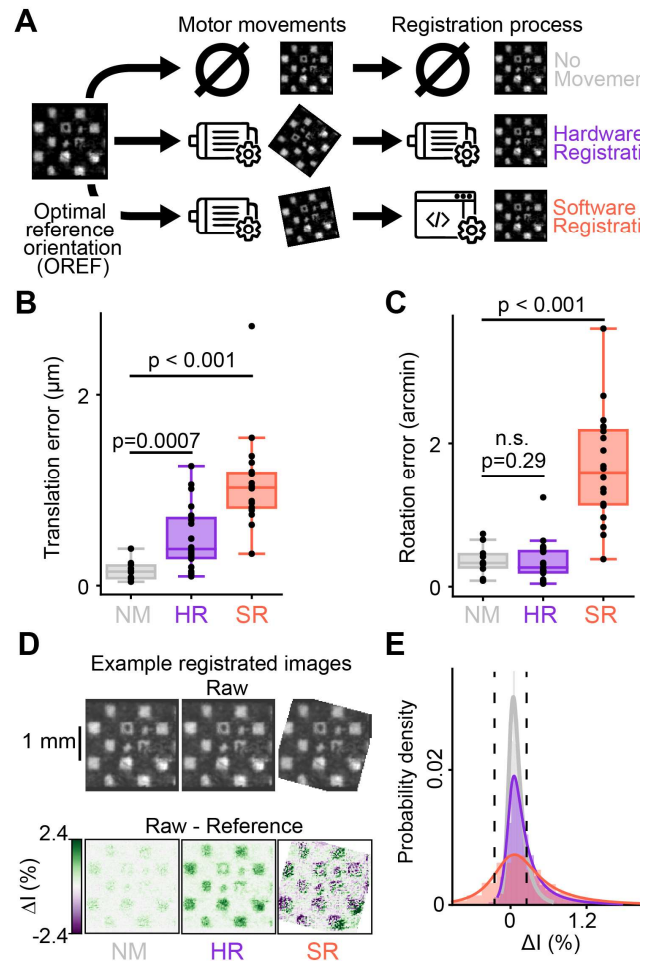 A
Motor movements
Registration process
No
Movemen
Hardware
Registrati
</>
Software
Registrati
Optimal
reference
orientation
(OREF)
B
Translation error (µm)
2
0
p < 0.001
p=0.0007
NM
HR
SR
C
Rotation error (arcmin)
2
0
p < 0.001
n.s.
p=0.29
NM
HR
SR
D
Example registrated images
Raw
1 mm
Raw - Reference
2.4
ΔI (%)
-2.4
NM
HR
SR
E
Probability density
0.02
0
0
1.2
ΔI (%)